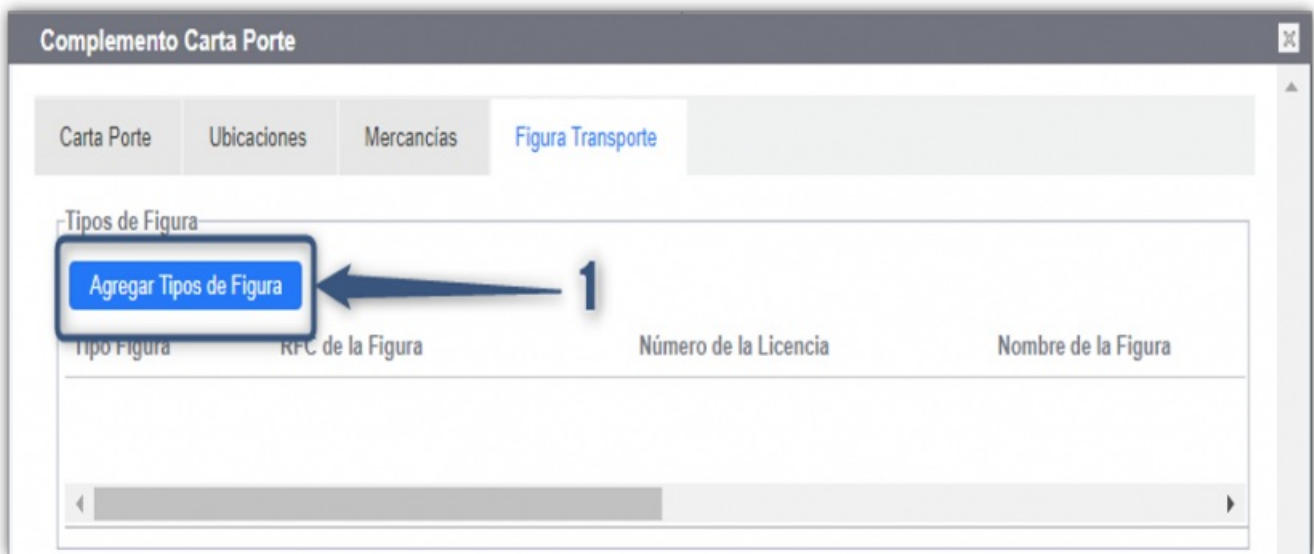 Complemento Carta Porte
Carta Porte Ubicaciones Mercancías Figura Transporte
Tipos de Figura
Agregar Tipos de Figura
1
Tipo Figura RFC de la Figura Número de la Licencia Nombre de la Figura